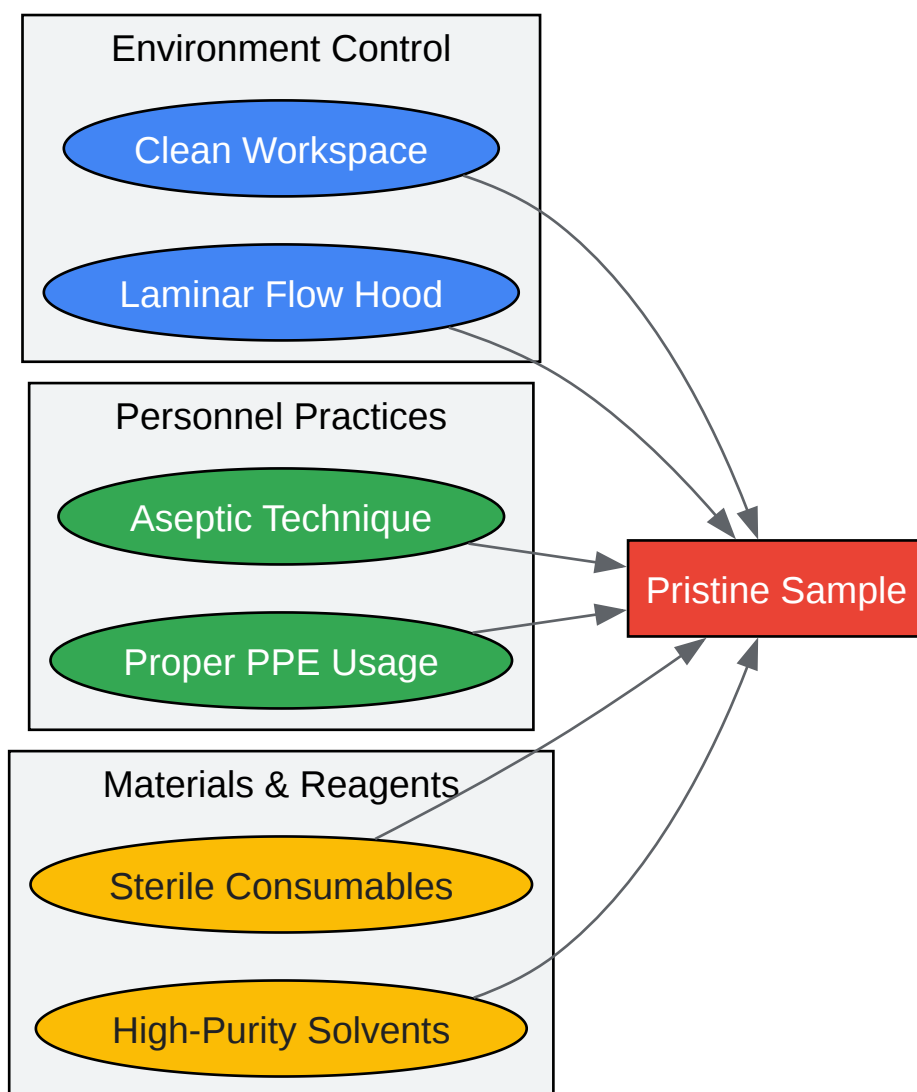 Environment Control
Clean Workspace
Laminar Flow Hood
Personnel Practices
Aseptic Technique
Proper PPE Usage
Pristine Sample
Materials & Reagents
Sterile Consumables
High-Purity Solvents